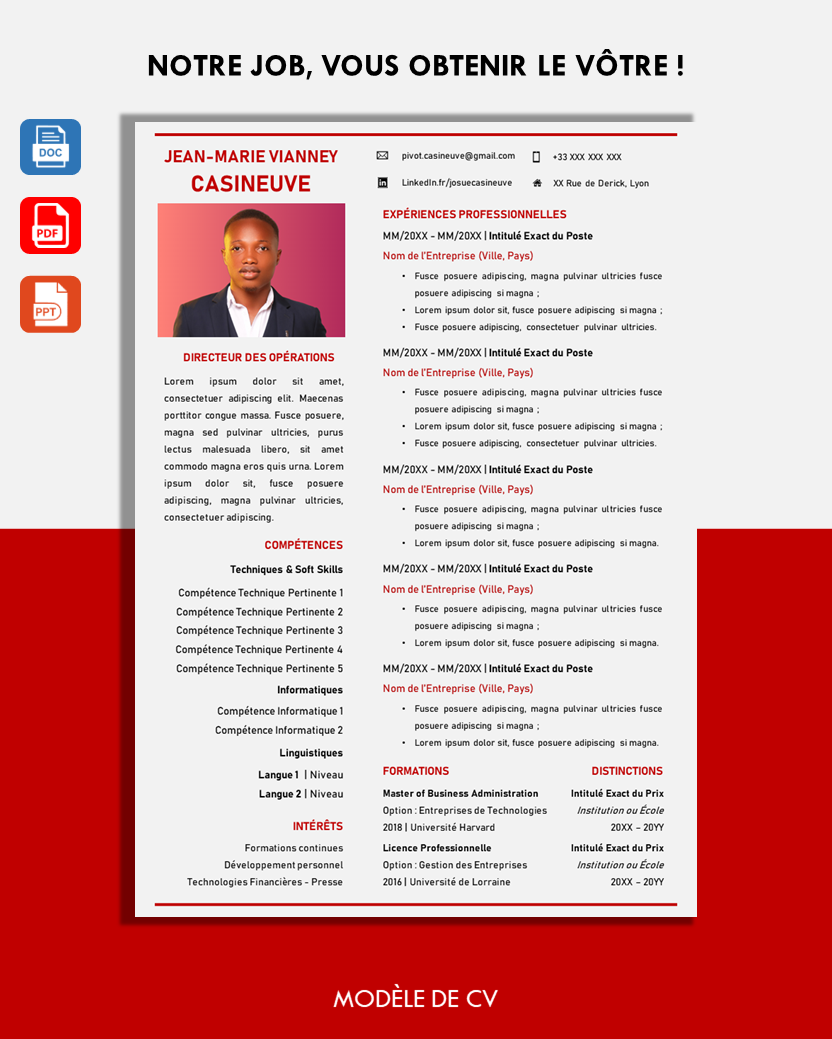 NOTRE JOB, VOUS OBTENIR LE VÔTRE !
DOC
PDF
PPT
JEAN-MARIE VIANNEY
CASINEUVE
pivot.casineuve@gmail.com
+33 XXX XXX XXX
LinkedIn.fr/josuecasineuve
XX Rue de Derick, Lyon
DIRECTEUR DES OPÉRATIONS
Lorem ipsum dolor sit amet,
consectetuer adipiscing elit. Maecenas
porttitor congue massa. Fusce posuere,
magna sed pulvinar ultricies, purus
lectus malesuada libero, sit amet
commodo magna eros quis urna. Lorem
ipsum dolor sit, fusce posuere
adipiscing, magna pulvinar ultricies,
consectetuer adipiscing.
COMPÉTENCES
Techniques & Soft Skills
Compétence Technique Pertinente 1
Compétence Technique Pertinente 2
Compétence Technique Pertinente 3
Compétence Technique Pertinente 4
Compétence Technique Pertinente 5
Informatiques
Compétence Informatique 1
Compétence Informatique 2
Linguistiques
Langue 1 | Niveau
Langue 2 | Niveau
INTÉRÊTS
Formations continues
Développement personnel
Technologies Financières - Presse
EXPÉRIENCES PROFESSIONNELLES
MM/20XX - MM/20XX | Intitulé Exact du Poste
Nom de l'Entreprise (Ville, Pays)
• Fusce posuere adipiscing, magna pulvinar ultricies fusce
posuere adipiscing si magna ;
• Lorem ipsum dolor sit, fusce posuere adipiscing si magna ;
• Fusce posuere adipiscing, consectetuer pulvinar ultricies.
MM/20XX - MM/20XX | Intitulé Exact du Poste
Nom de l'Entreprise (Ville, Pays)
• Fusce posuere adipiscing, magna pulvinar ultricies fusce
posuere adipiscing si magna ;
• Lorem ipsum dolor sit, fusce posuere adipiscing si magna ;
• Fusce posuere adipiscing, consectetuer pulvinar ultricies.
MM/20XX - MM/20XX | Intitulé Exact du Poste
Nom de l'Entreprise (Ville, Pays)
• Fusce posuere adipiscing, magna pulvinar ultricies fusce
posuere adipiscing si magna ;
• Lorem ipsum dolor sit, fusce posuere adipiscing si magna.
MM/20XX - MM/20XX | Intitulé Exact du Poste
Nom de l'Entreprise (Ville, Pays)
• Fusce posuere adipiscing, magna pulvinar ultricies fusce
posuere adipiscing si magna ;
• Lorem ipsum dolor sit, fusce posuere adipiscing si magna.
MM/20XX - MM/20XX | Intitulé Exact du Poste
Nom de l'Entreprise (Ville, Pays)
• Fusce posuere adipiscing, magna pulvinar ultricies fusce
posuere adipiscing si magna ;
• Lorem ipsum dolor sit, fusce posuere adipiscing si magna.
FORMATIONS
Master of Business Administration
Option : Entreprises de Technologies
2018 | Université Harvard
Licence Professionnelle
Option : Gestion des Entreprises
2016 | Université de Lorraine
DISTINCTIONS
Intitulé Exact du Prix
Institution ou École
20XX – 20YY
Intitulé Exact du Prix
Institution ou École
20XX – 20YY
MODÈLE DE CV